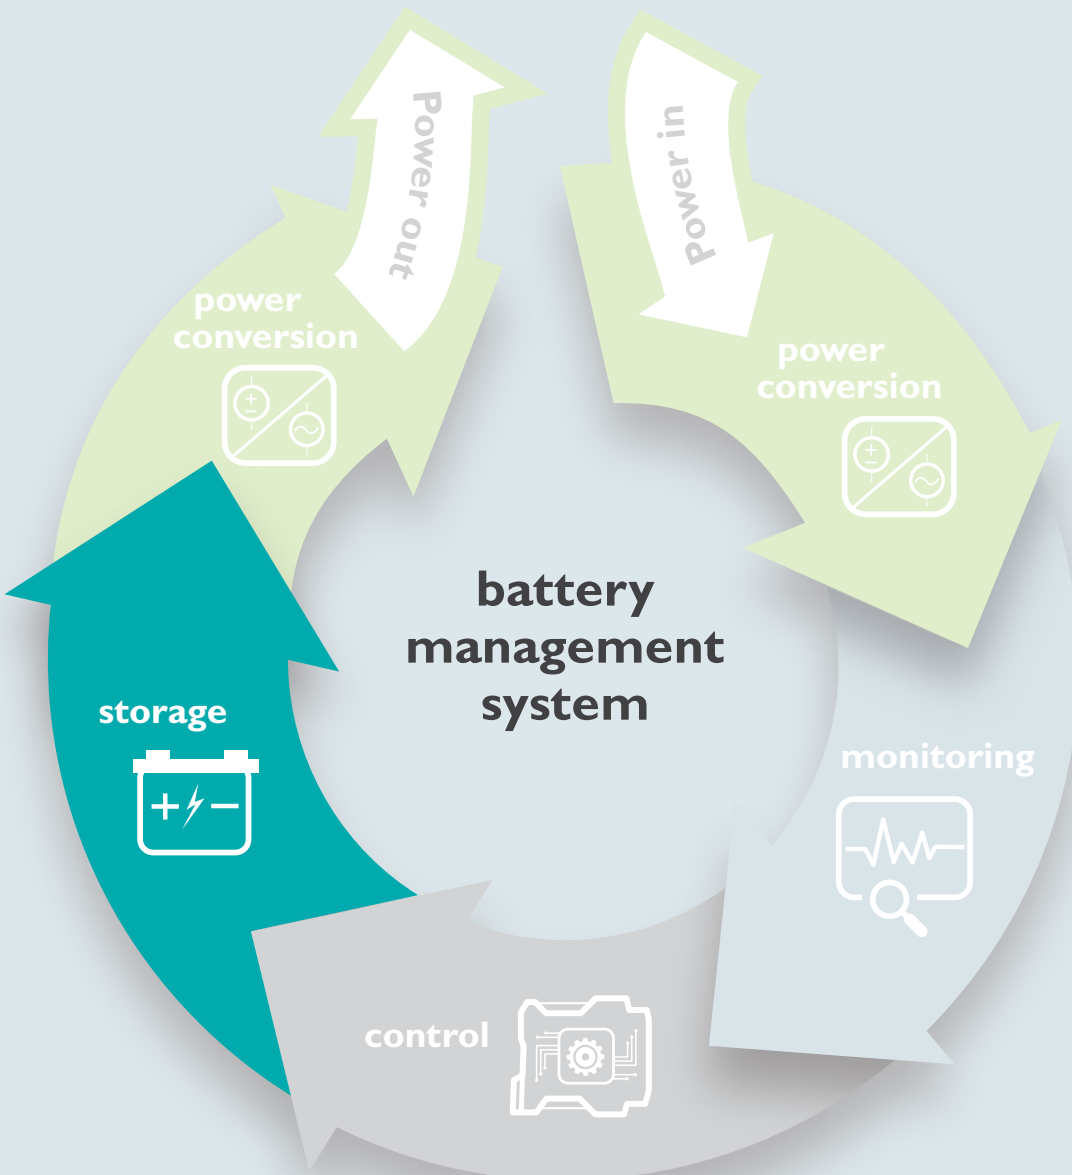 Power out
Power in
power
conversion
power
conversion
battery
management
system
storage
monitoring
control